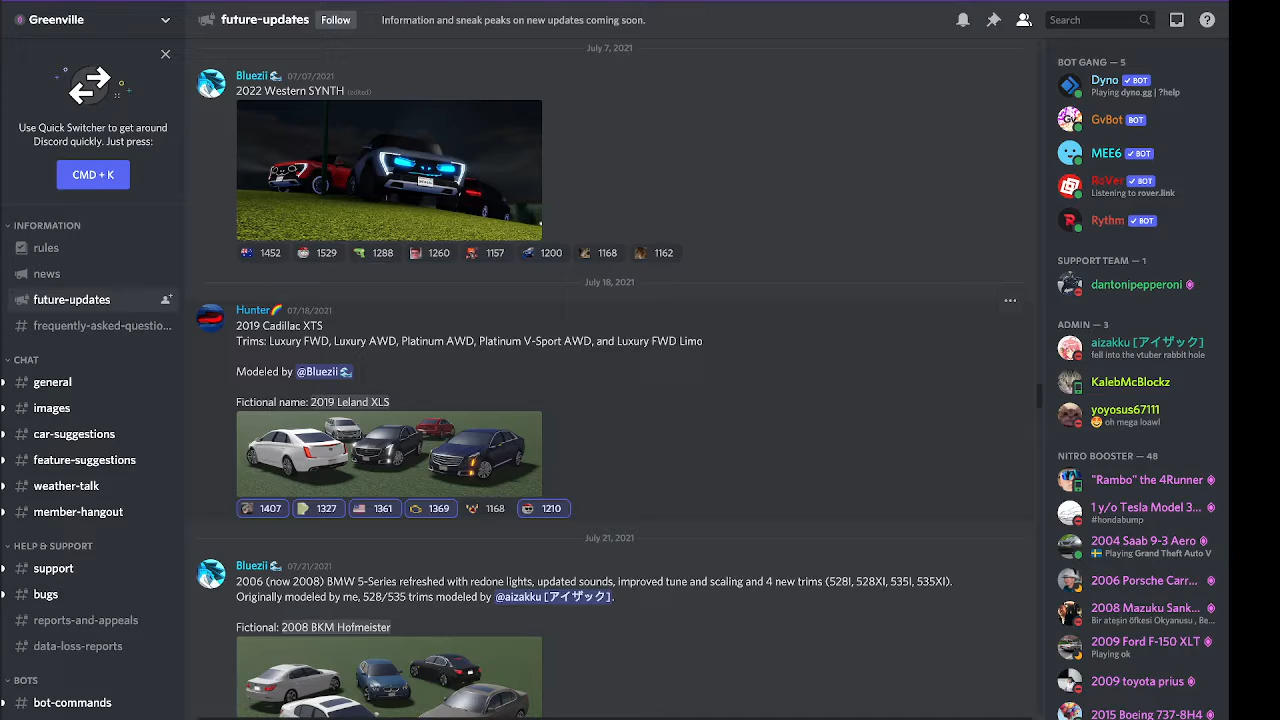 Greenville
future-updates
Follow
Information and sneak peaks on new updates coming soon.
Search
Use Quick Switcher to get around
Discord quickly. Just press:
CMD + K
INFORMATION
rules
news
future-updates
frequently-asked-questio...
CHAT
general
images
car-suggestions
feature-suggestions
weather-talk
member-hangout
HELP & SUPPORT
support
bugs
reports-and-appeals
data-loss-reports
BOTS
bot-commands
July 7, 2021
Bluezii 07/07/2021
2022 Western SYNTH (edited)
1452 1529 1288 1260 1157 1200 1168 1162
July 18, 2021
Hunter 07/18/2021
2019 Cadillac XTS
Trims: Luxury FWD, Luxury AWD, Platinum AWD, Platinum V-Sport AWD, and Luxury FWD Limo
Modeled by @Bluezii
Fictional name: 2019 Leland XLS
1407 1327 1361 1369 1168 1210
July 21, 2021
Bluezii 07/21/2021
2006 (now 2008) BMW 5-Series refreshed with redone lights, updated sounds, improved tune and scaling and 4 new trims (528I, 528XI, 535I, 535XI).
Originally modeled by me, 528/535 trims modeled by @aizakku [アイザック].
Fictional: 2008 BKM Hofmeister
BOT GANG — 5
Dyno BOT
Playing dyno.gg | ?help
GvBot BOT
MEE6 BOT
RoVer BOT
Listening to rover.link
Rythm BOT
SUPPORT TEAM — 1
dantonipepperoni
ADMIN — 3
aizakku [アイザック]
fell into the vtuber rabbit hole
KalebMcBlockz
yoyosus67111
oh mega loawl
NITRO BOOSTER — 48
"Rambo" the 4Runner
1 y/o Tesla Model 3...
#hondabump
2004 Saab 9-3 Aero
Playing Grand Theft Auto V
2006 Porsche Carr...
2008 Mazuku Sank...
Bir ateşin öfkesi Okyanusu , Be...
2009 Ford F-150 XLT
Playing ok
2009 toyota prius
2015 Boeing 737-8H4